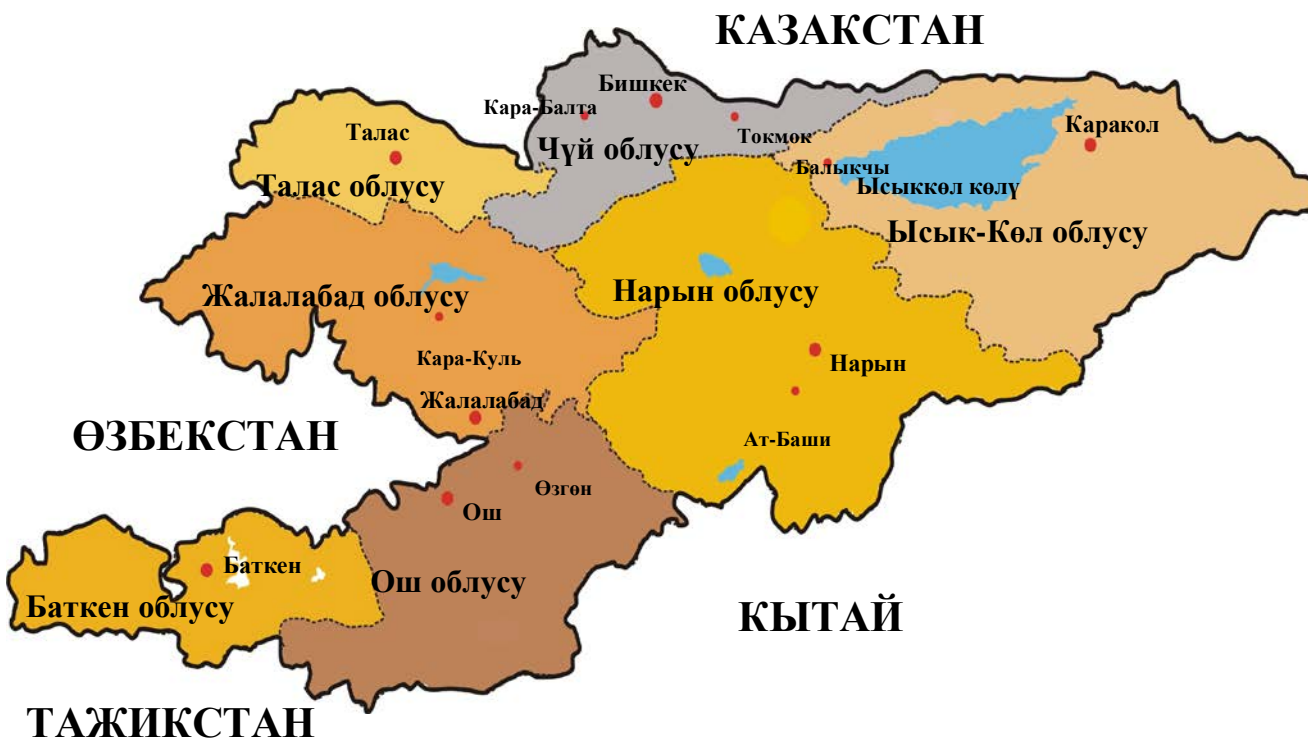 КАЗАКСТАН
Бишкек
Кара-Балта
Токмок
Чүй облусу
Талас
Талас облусу
Каракол
Балыкчы
Ысыккөл көлү
Ысык-Көл облусу
Жалалабад облусу
Нарын облусу
Кара-Куль
Нарын
Жалалабад
ӨЗБЕКСТАН
Ат-Баши
Өзгөн
Ош
Баткен
Ош облусу
Баткен облусу
КЫТАЙ
ТАЖИКСТАН